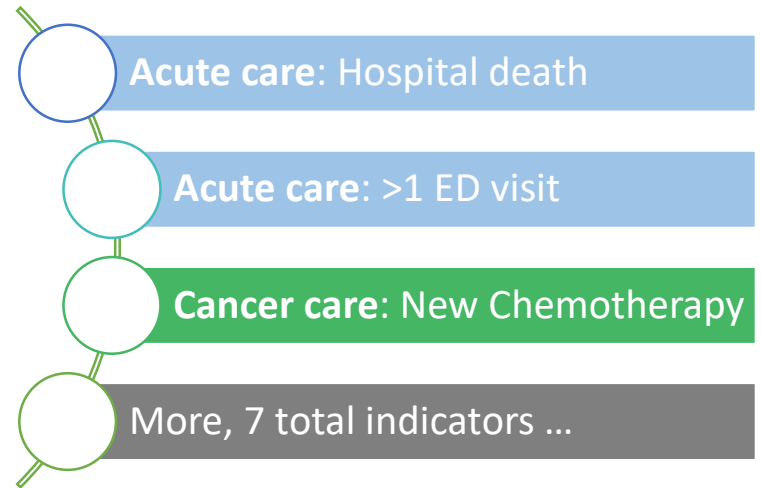 Acute care: Hospital death
Acute care: >1 ED visit
Cancer care: New Chemotherapy
More, 7 total indicators …